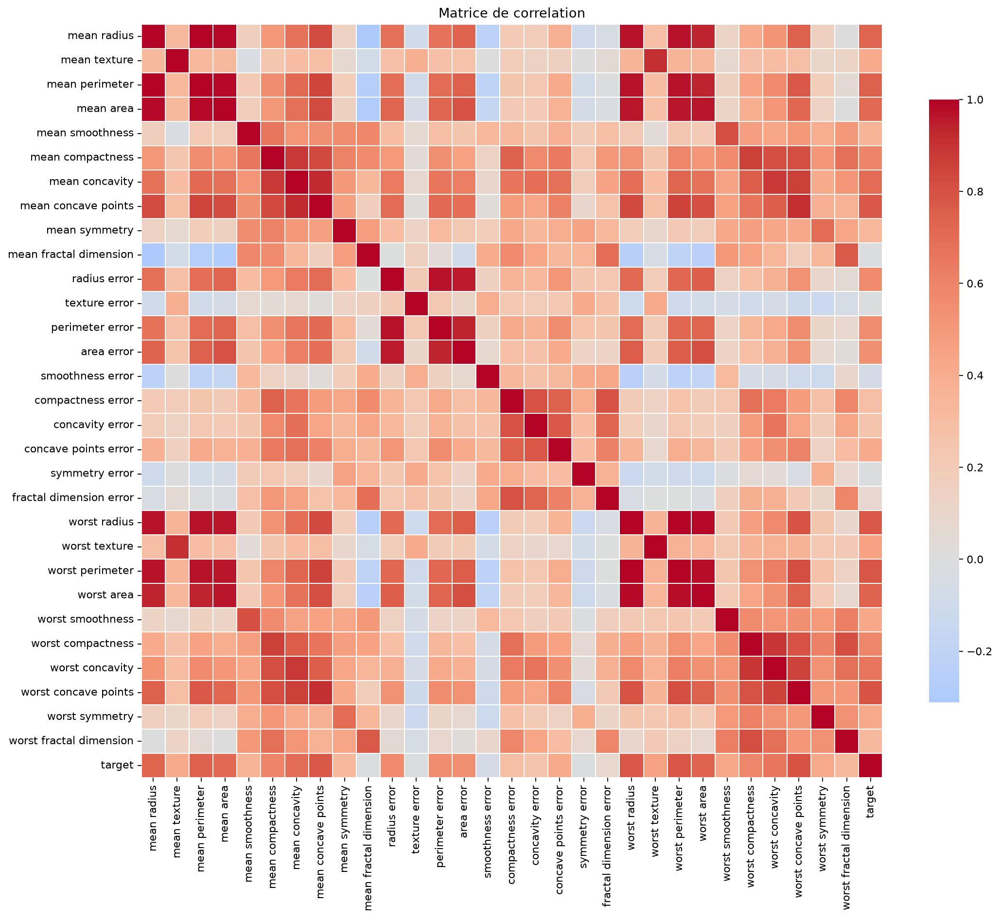 Matrice de correlation
mean radius
mean texture
mean perimeter
mean area
mean smoothness
mean compactness
mean concavity
mean concave points
mean symmetry
mean fractal dimension
radius error
texture error
perimeter error
area error
smoothness error
compactness error
concavity error
concave points error
symmetry error
fractal dimension error
worst radius
worst texture
worst perimeter
worst area
worst smoothness
worst compactness
worst concavity
worst concave points
worst symmetry
worst fractal dimension
target
mean radius
mean texture
mean perimeter
mean area
mean smoothness
mean compactness
mean concavity
mean concave points
mean symmetry
mean fractal dimension
radius error
texture error
perimeter error
area error
smoothness error
compactness error
concavity error
concave points error
symmetry error
fractal dimension error
worst radius
worst texture
worst perimeter
worst area
worst smoothness
worst compactness
worst concavity
worst concave points
worst symmetry
worst fractal dimension
target
1.0
0.8
0.6
0.4
0.2
0.0
−0.2